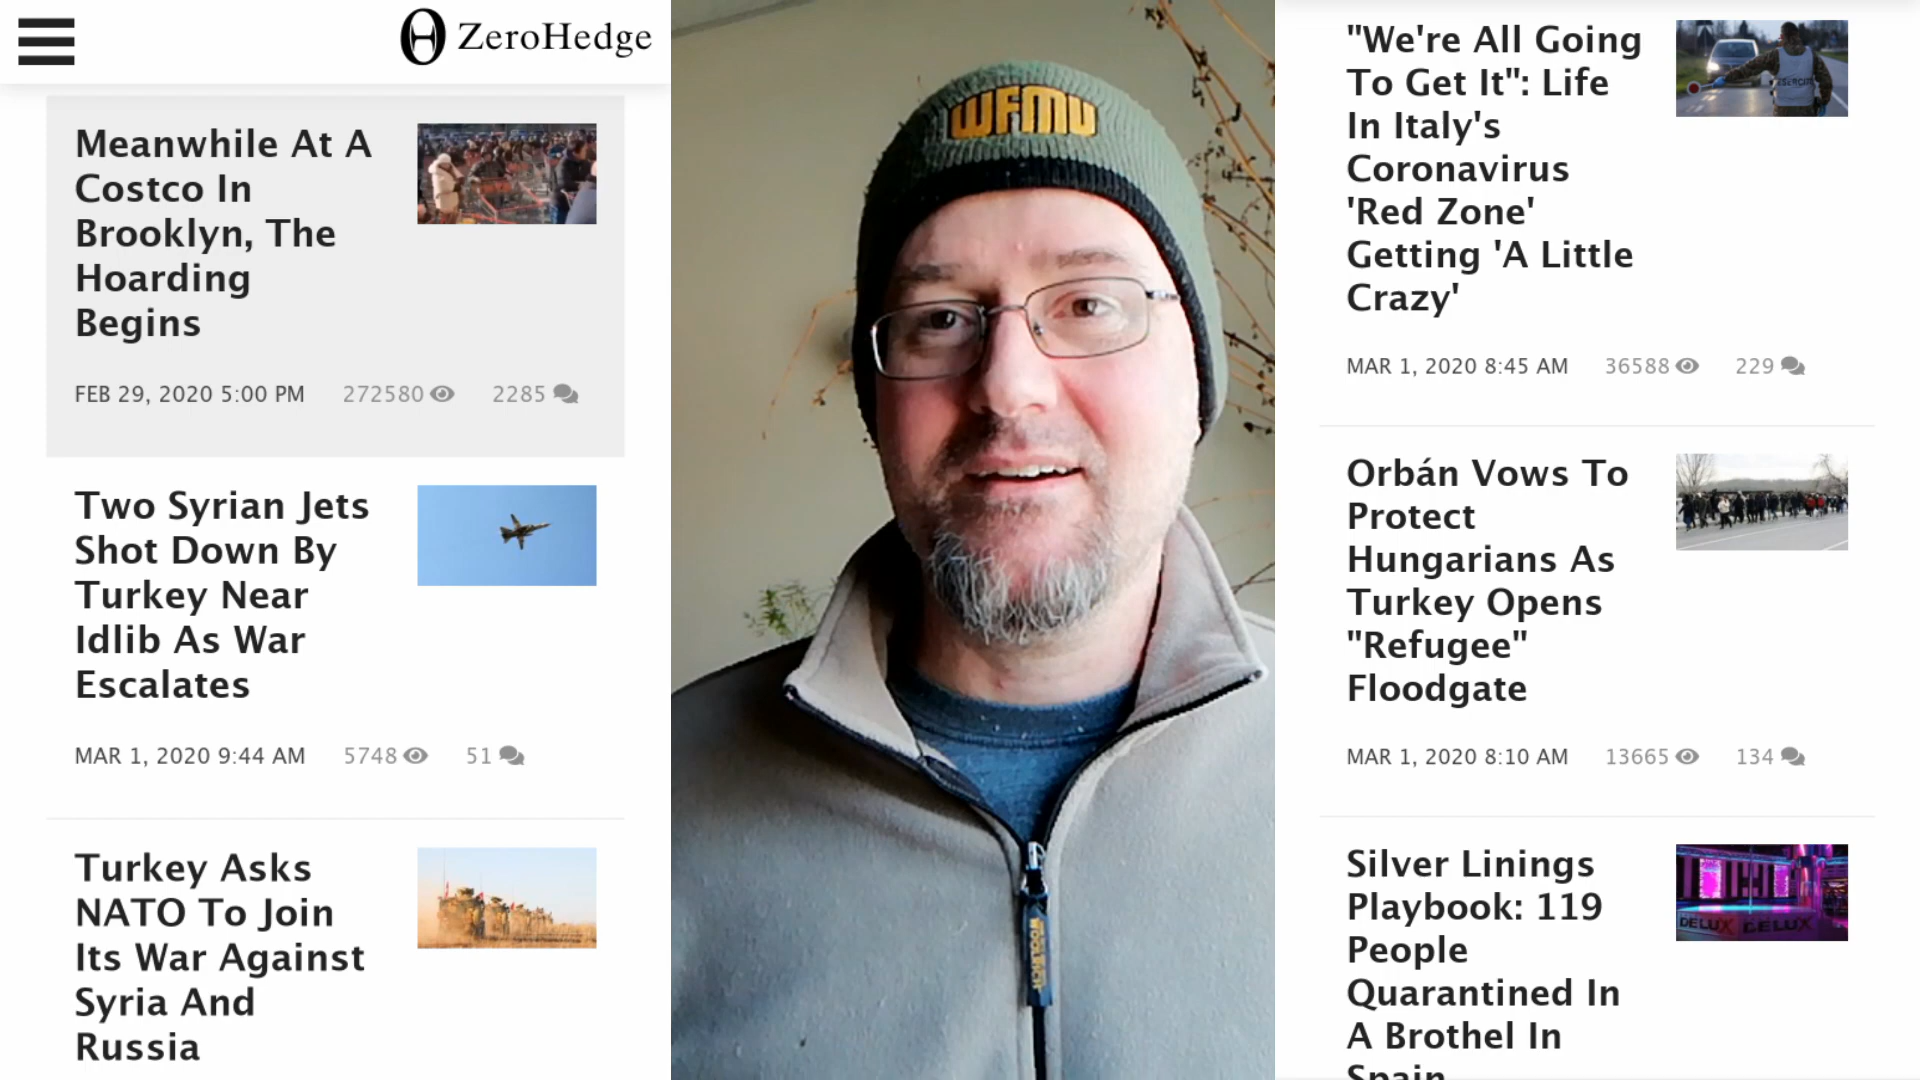 ZeroHedge
Meanwhile At A
Costco In
Brooklyn, The
Hoarding
Begins
FEB 29, 2020 5:00 PM 272580 2285
Two Syrian Jets
Shot Down By
Turkey Near
Idlib As War
Escalates
MAR 1, 2020 9:44 AM 5748 51
Turkey Asks
NATO To Join
Its War Against
Syria And
Russia
WFMU
"We're All Going
To Get It": Life
In Italy's
Coronavirus
'Red Zone'
Getting 'A Little
Crazy'
ESERCITO
MAR 1, 2020 8:45 AM 36588 229
Orbán Vows To
Protect
Hungarians As
Turkey Opens
"Refugee"
Floodgate
MAR 1, 2020 8:10 AM 13665 134
Silver Linings
Playbook: 119
People
Quarantined In
A Brothel In
Spain
DELUX DELUX